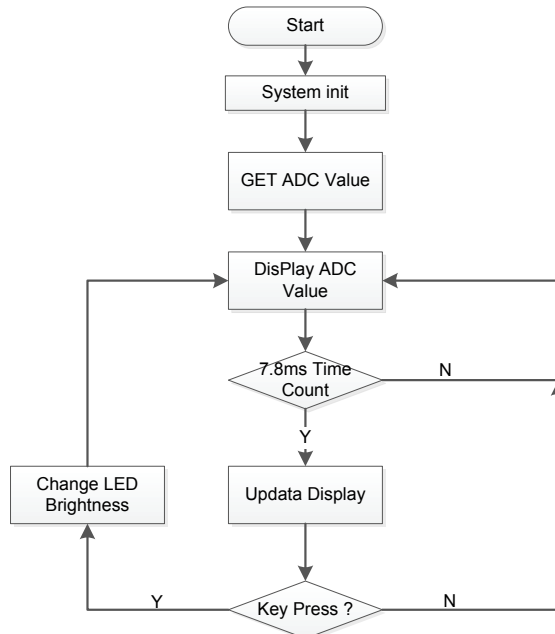 Start
System init
GET ADC Value
DisPlay ADC
Value
7.8ms Time
Count
N
Y
Change LED
Brightness
Updata Display
Y
Key Press ?
N